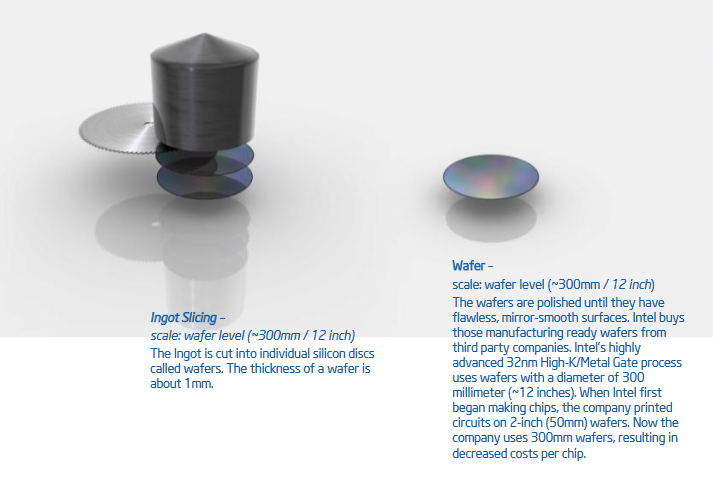 Ingot Slicing –
scale: wafer level (~300mm / 12 inch)
The Ingot is cut into individual silicon discs
called wafers. The thickness of a wafer is
about 1mm.
Wafer –
scale: wafer level (~300mm / 12 inch)
The wafers are polished until they have
flawless, mirror-smooth surfaces. Intel buys
those manufacturing ready wafers from
third party companies. Intel's highly
advanced 32nm High-K/Metal Gate process
uses wafers with a diameter of 300
millimeter (~12 inches). When Intel first
began making chips, the company printed
circuits on 2-inch (50mm) wafers. Now the
company uses 300mm wafers, resulting in
decreased costs per chip.